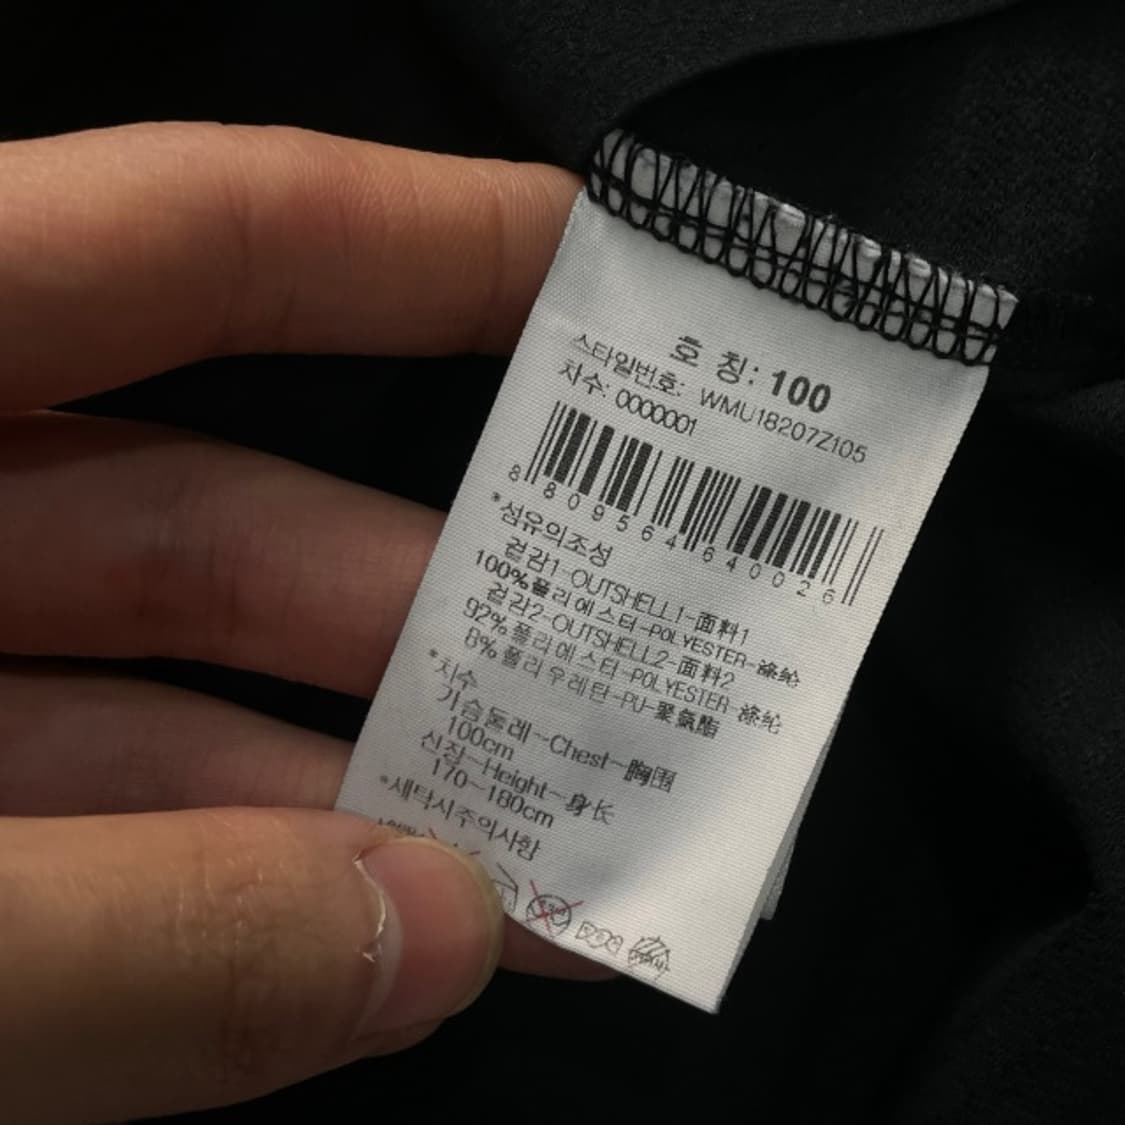 호 칭: 100
스타일번호: WMU18207Z105
차수: 0000001
8 809564 640026
*섬유의조성
겉감1-OUTSHELL1-面料1
100%폴리에스터-POLYESTER-涤纶
겉감2-OUTSHELL2-面料2
92%폴리에스터-POLYESTER-涤纶
8%폴리우레탄-PU-聚氨酯
*치수
가슴둘레-Chest-胸围
100cm
신장-Height-身长
170~180cm
*세탁시주의사항